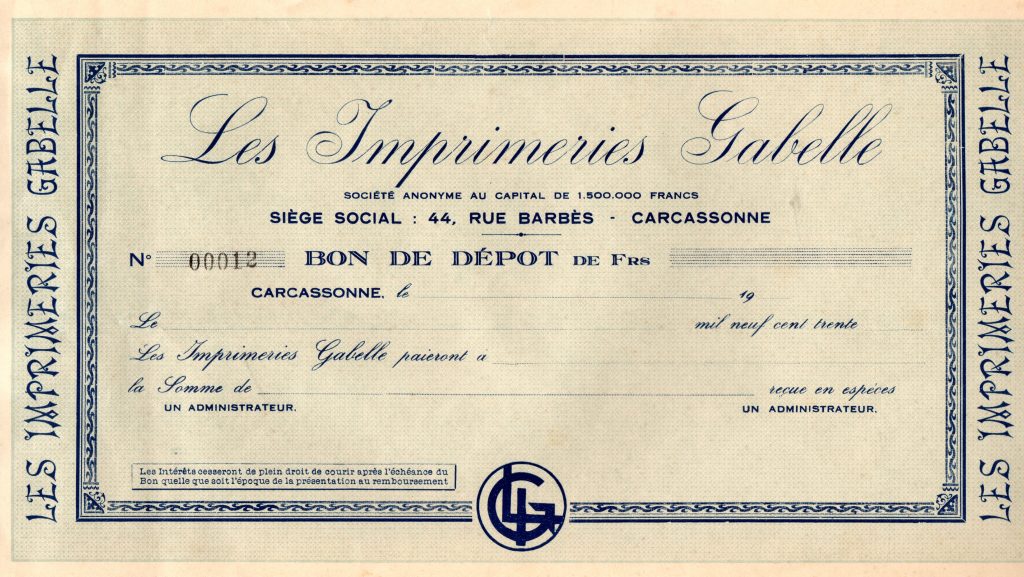 LES IMPRIMERIES GABELLE
Les Imprimeries Gabelle
SOCIÉTÉ ANONYME AU CAPITAL DE 1.500.000 FRANCS
SIÈGE SOCIAL : 44, RUE BARBÈS - CARCASSONNE
N° 00012 BON DE DÉPOT DE FRS
CARCASSONNE, le 19
Le mil neuf cent trente
Les Imprimeries Gabelle paieront à
la Somme de reçue en espèces
UN ADMINISTRATEUR. UN ADMINISTRATEUR.
Les Intérêts cesseront de plein droit de courir après l'échéance du
Bon quelle que soit l'époque de la présentation au remboursement
LIG
LES IMPRIMERIES GABELLE